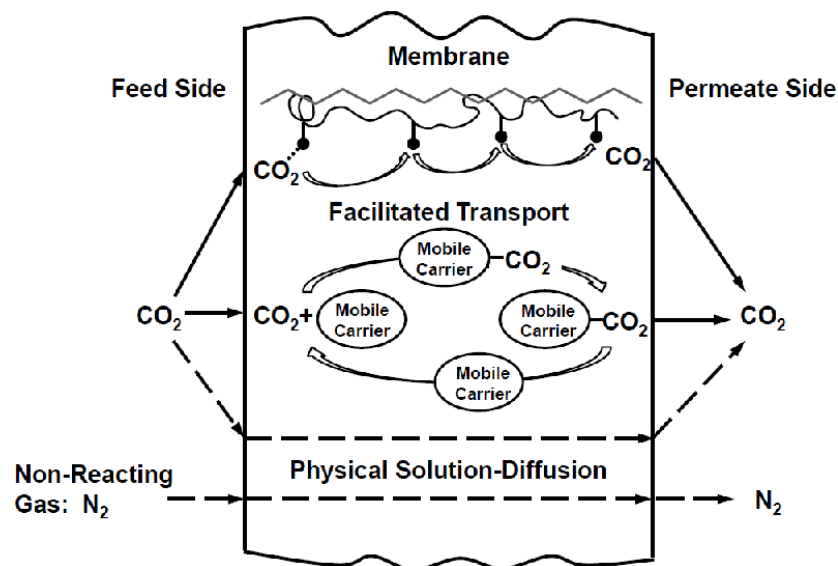 Membrane
Feed Side
Permeate Side
CO₂
CO₂
Facilitated Transport
Mobile
Carrier
CO₂
CO₂
CO₂+
Mobile
Carrier
Mobile
Carrier
CO₂
CO₂
Mobile
Carrier
Physical Solution-Diffusion
Non-Reacting
Gas: N₂
N₂